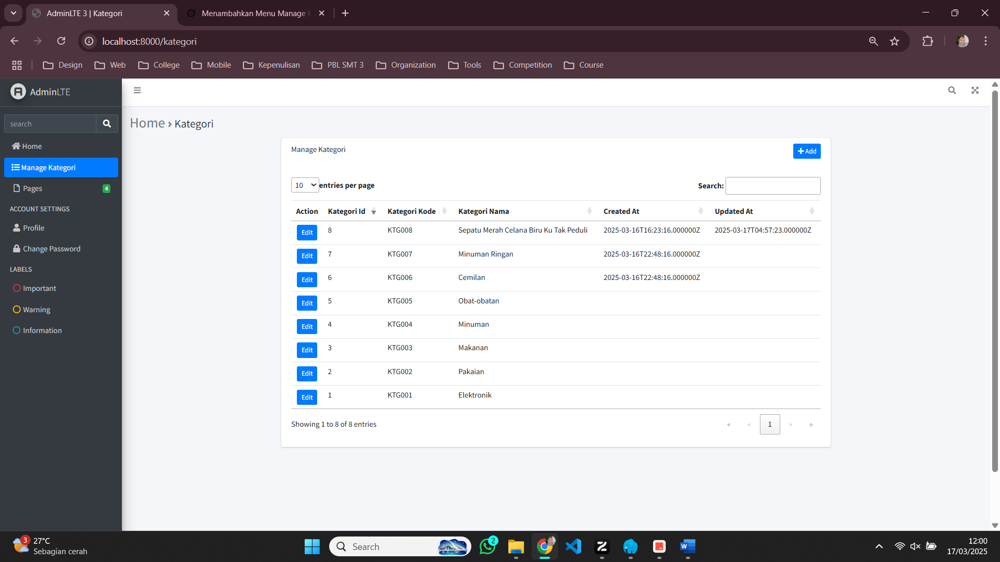 AdminLTE 3 | Kategori
Menambahkan Menu Manage
localhost:8000/kategori
Design
Web
College
Mobile
Kepenulisan
PBL SMT 3
Organization
Tools
Competition
Course
AdminLTE
search
Home
Manage Kategori
Pages
4
ACCOUNT SETTINGS
Profile
Change Password
LABELS
Important
Warning
Information
Home › Kategori
Manage Kategori
Add
10 entries per page
Search:
Action Kategori Id Kategori Kode Kategori Nama Created At Updated At
Edit 8 KTG008 Sepatu Merah Celana Biru Ku Tak Peduli 2025-03-16T16:23:16.000000Z 2025-03-17T04:57:23.000000Z
Edit 7 KTG007 Minuman Ringan 2025-03-16T22:48:16.000000Z
Edit 6 KTG006 Cemilan 2025-03-16T22:48:16.000000Z
Edit 5 KTG005 Obat-obatan
Edit 4 KTG004 Minuman
Edit 3 KTG003 Makanan
Edit 2 KTG002 Pakaian
Edit 1 KTG001 Elektronik
Showing 1 to 8 of 8 entries
« ‹ 1 › »
3
27°C
Sebagian cerah
Search
2
12:00
17/03/2025